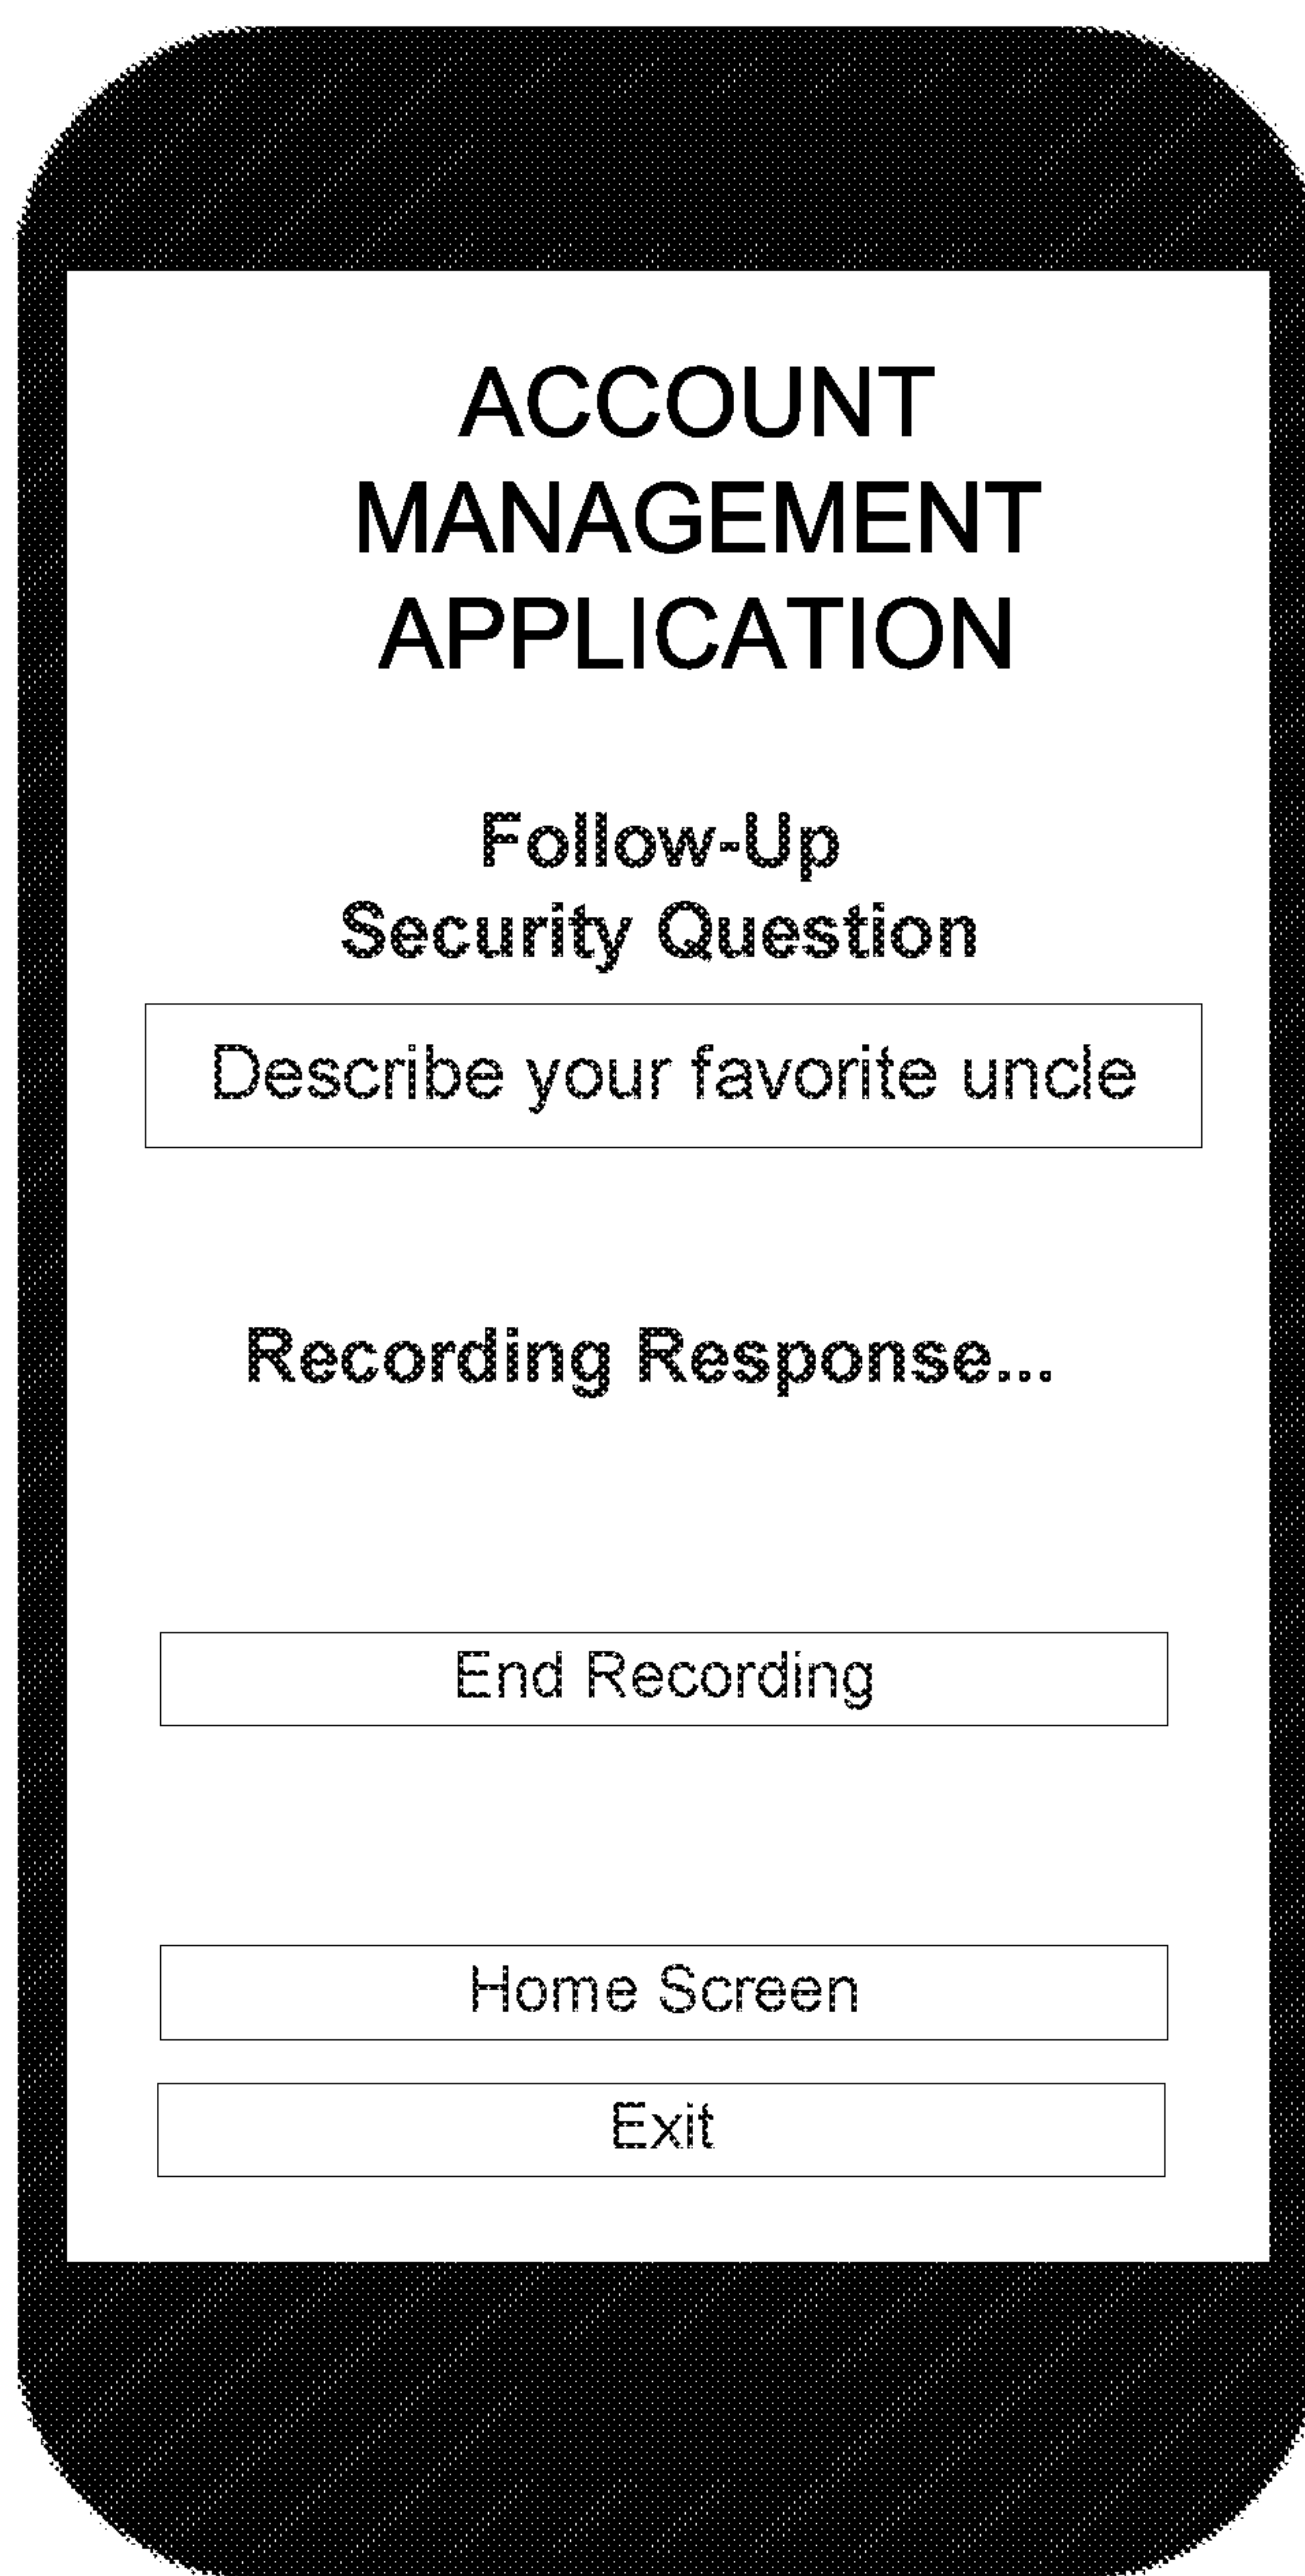 ACCOUNT
MANAGEMENT
APPLICATION
Follow-Up
Security Question
Describe your favorite uncle
Recording Response...
End Recording
Home Screen
Exit